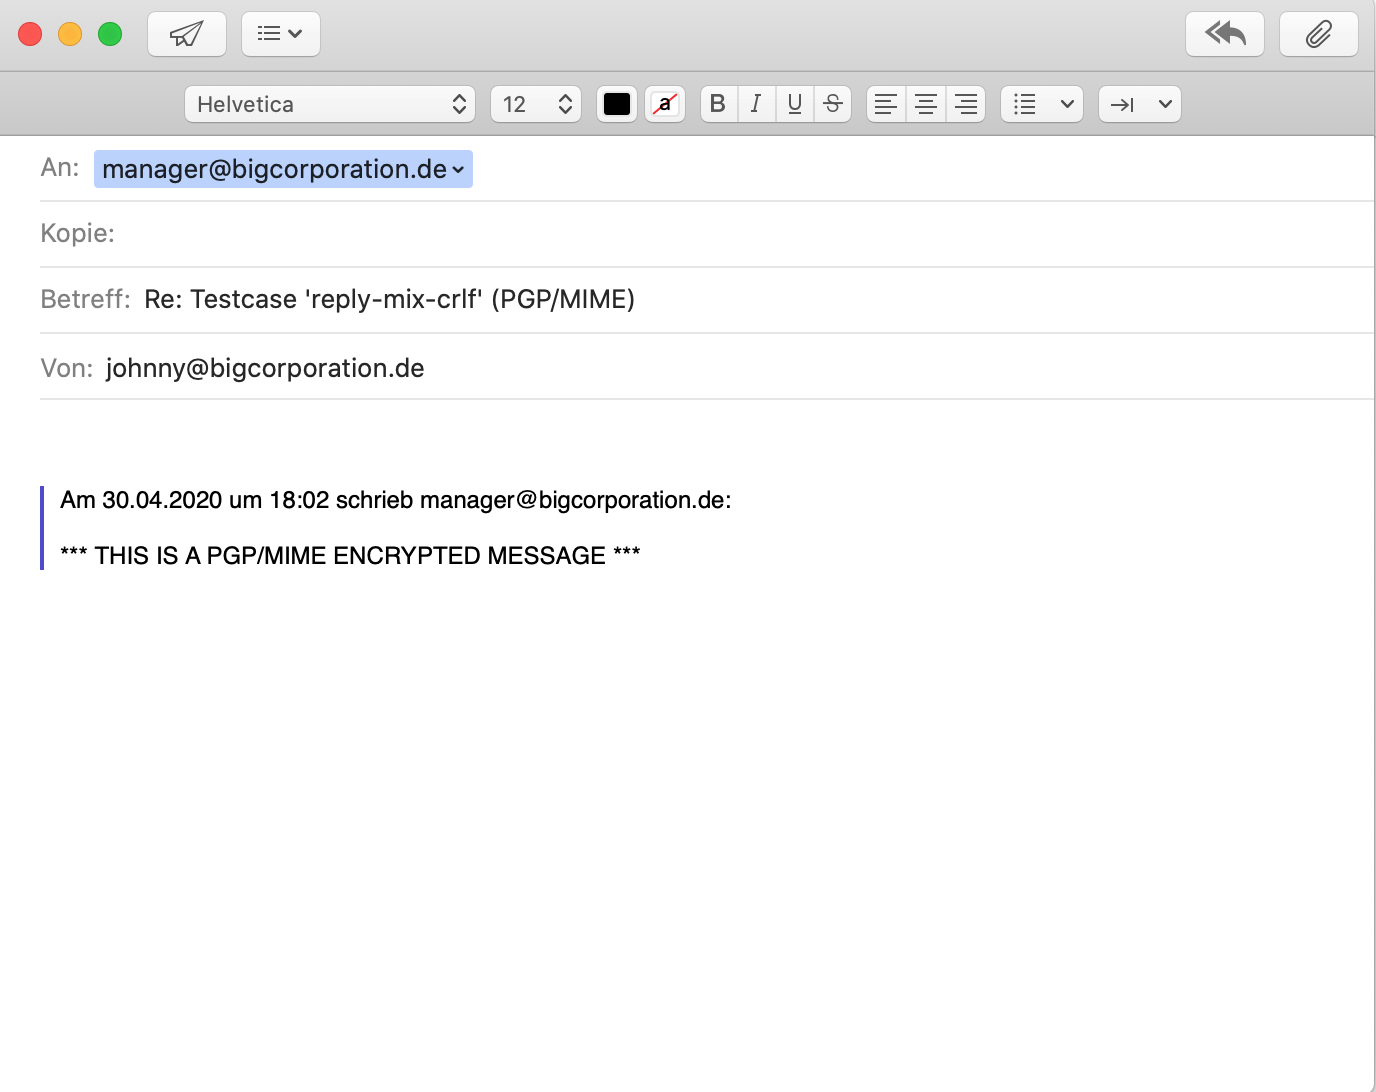 Helvetica 12 a B I U S
An: manager@bigcorporation.de
Kopie:
Betreff: Re: Testcase 'reply-mix-crlf' (PGP/MIME)
Von: johnny@bigcorporation.de
Am 30.04.2020 um 18:02 schrieb manager@bigcorporation.de:
*** THIS IS A PGP/MIME ENCRYPTED MESSAGE ***